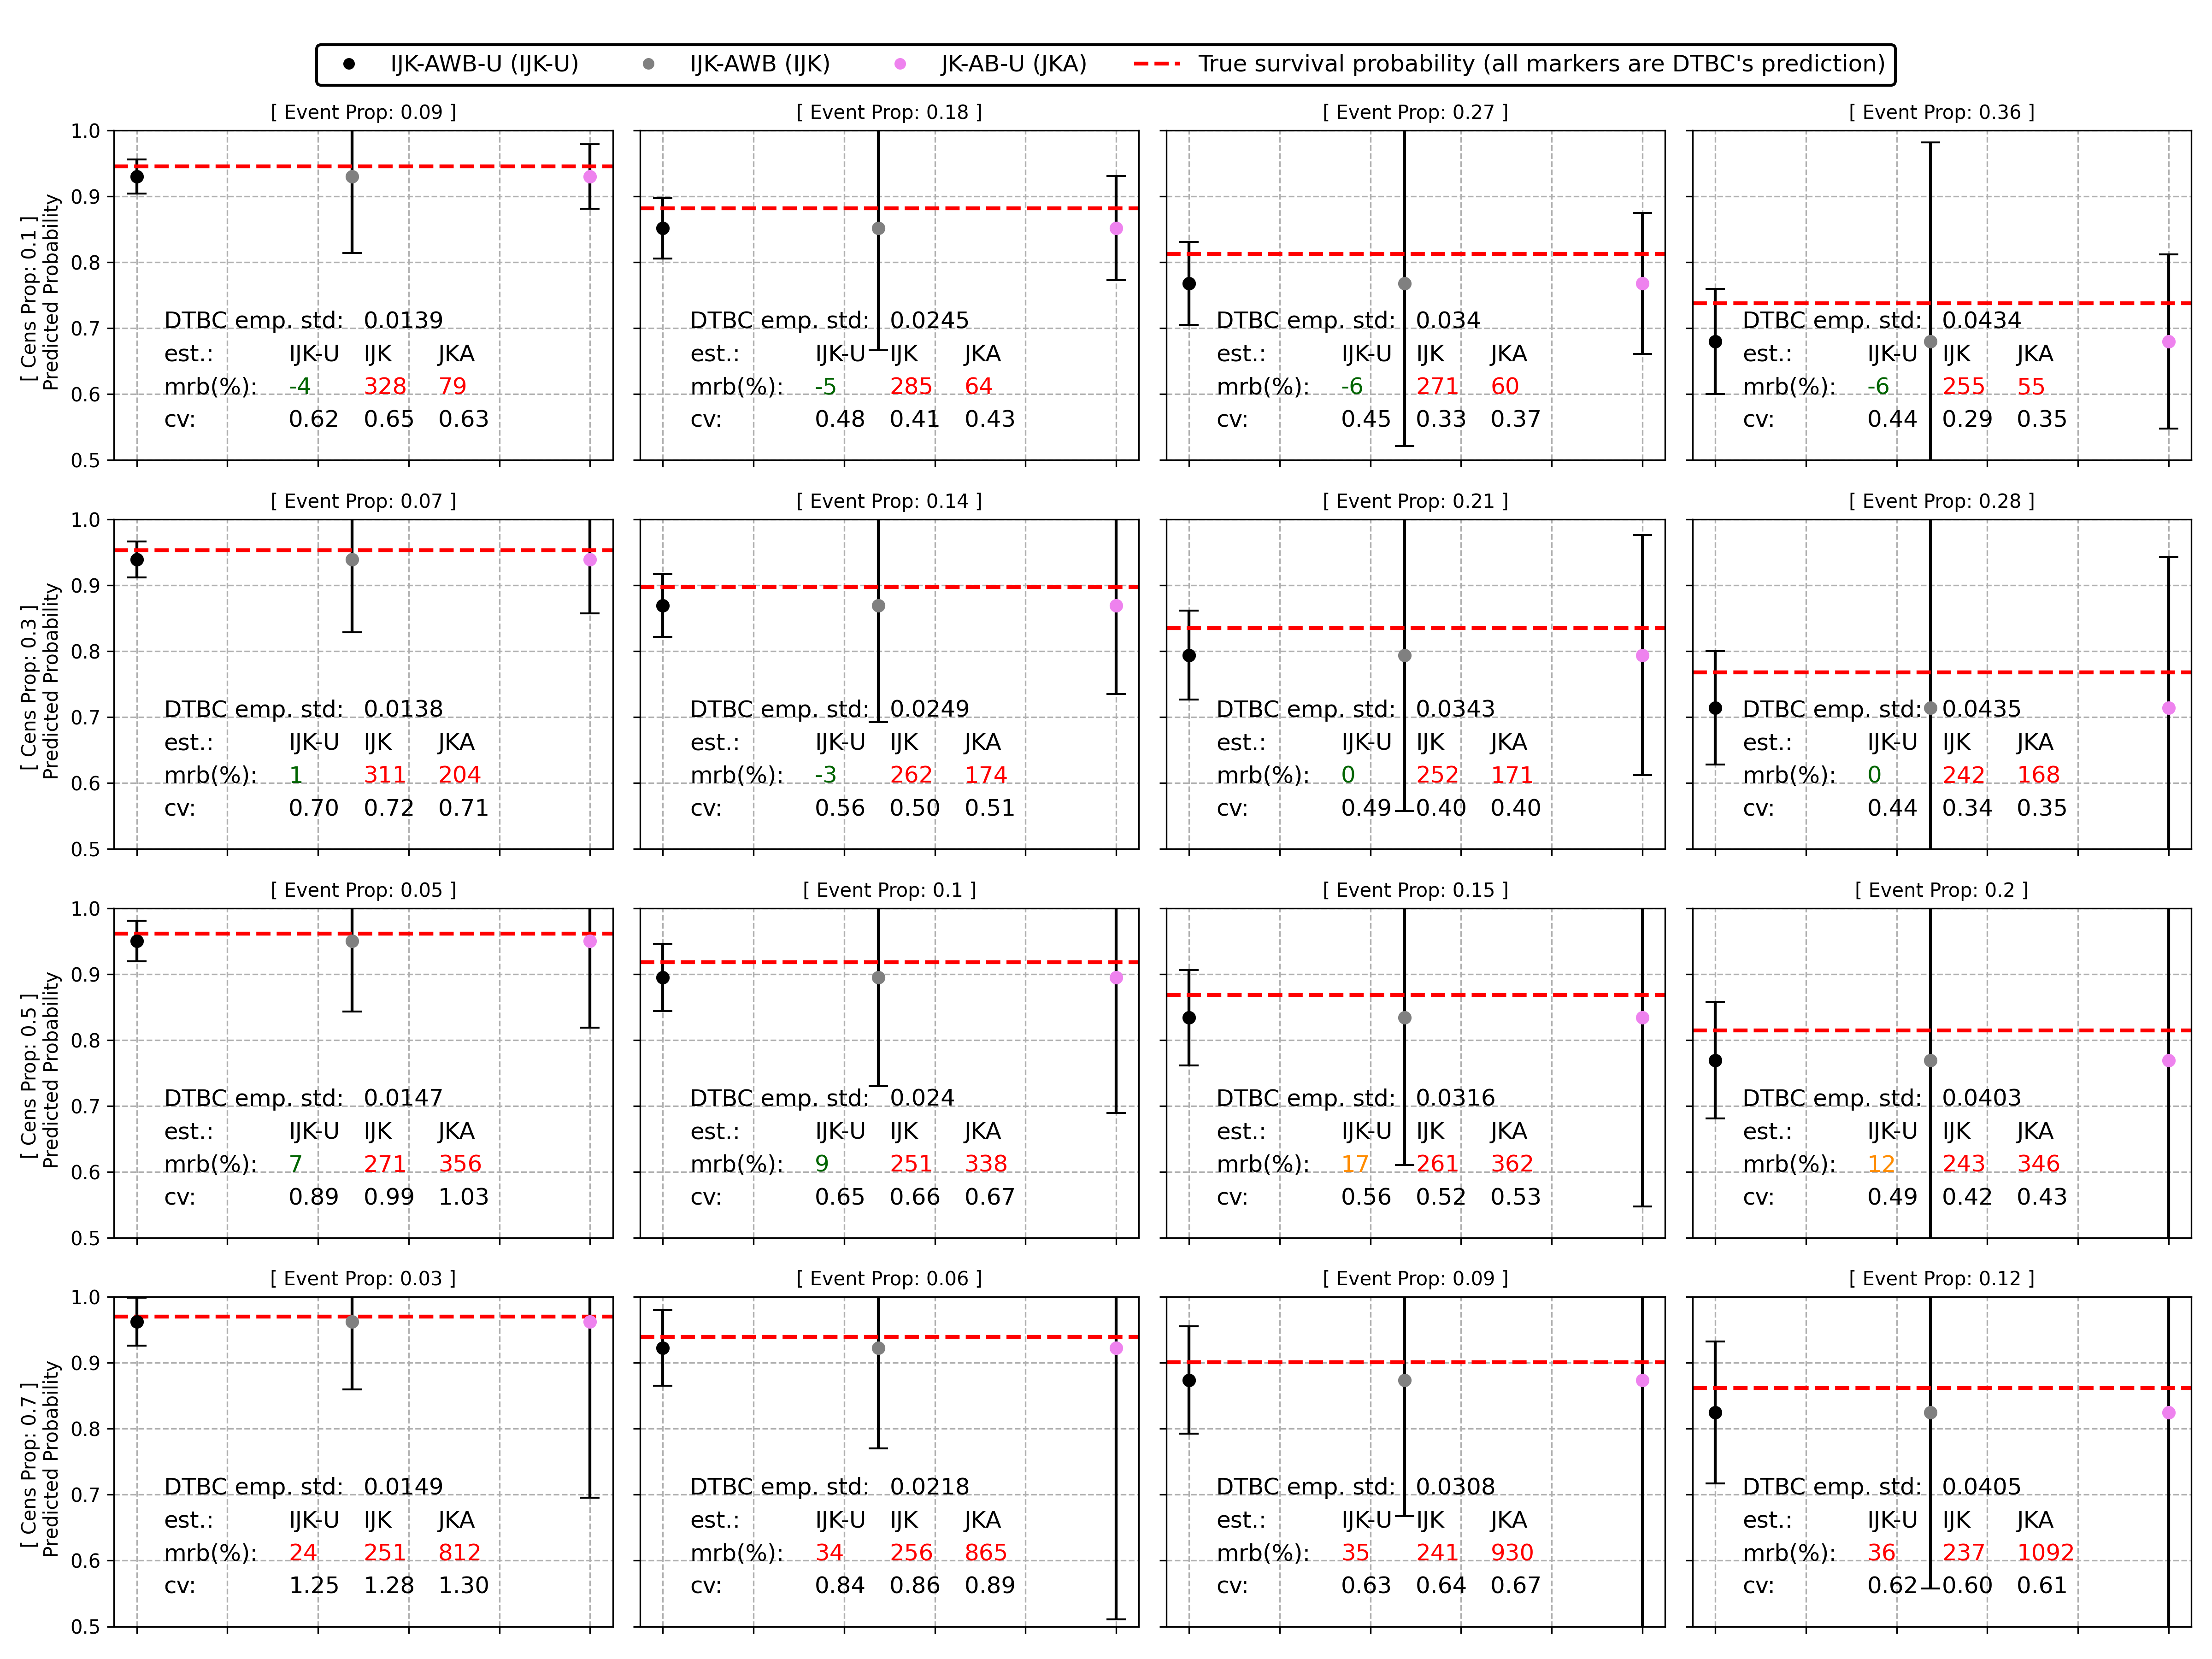 IJK-AWB-U (IJK-U) IJK-AWB (IJK) JK-AB-U (JKA) True survival probability (all markers are DTBC's prediction)
[ Event Prop: 0.09 ] [ Event Prop: 0.18 ] [ Event Prop: 0.27 ] [ Event Prop: 0.36 ]
[ Cens Prop: 0.1 ]
Predicted Probability
1.0
0.9
0.8
0.7
0.6
0.5
DTBC emp. std: 0.0139
est.: IJK-U IJK JKA
mrb(%): -4 328 79
cv: 0.62 0.65 0.63
DTBC emp. std: 0.0245
est.: IJK-U IJK JKA
mrb(%): -5 285 64
cv: 0.48 0.41 0.43
DTBC emp. std: 0.034
est.: IJK-U IJK JKA
mrb(%): -6 271 60
cv: 0.45 0.33 0.37
DTBC emp. std: 0.0434
est.: IJK-U IJK JKA
mrb(%): -6 255 55
cv: 0.44 0.29 0.35
[ Event Prop: 0.07 ] [ Event Prop: 0.14 ] [ Event Prop: 0.21 ] [ Event Prop: 0.28 ]
[ Cens Prop: 0.3 ]
Predicted Probability
1.0
0.9
0.8
0.7
0.6
0.5
DTBC emp. std: 0.0138
est.: IJK-U IJK JKA
mrb(%): 1 311 204
cv: 0.70 0.72 0.71
DTBC emp. std: 0.0249
est.: IJK-U IJK JKA
mrb(%): -3 262 174
cv: 0.56 0.50 0.51
DTBC emp. std: 0.0343
est.: IJK-U IJK JKA
mrb(%): 0 252 171
cv: 0.49 0.40 0.40
DTBC emp. std: 0.0435
est.: IJK-U IJK JKA
mrb(%): 0 242 168
cv: 0.44 0.34 0.35
[ Event Prop: 0.05 ] [ Event Prop: 0.1 ] [ Event Prop: 0.15 ] [ Event Prop: 0.2 ]
[ Cens Prop: 0.5 ]
Predicted Probability
1.0
0.9
0.8
0.7
0.6
0.5
DTBC emp. std: 0.0147
est.: IJK-U IJK JKA
mrb(%): 7 271 356
cv: 0.89 0.99 1.03
DTBC emp. std: 0.024
est.: IJK-U IJK JKA
mrb(%): 9 251 338
cv: 0.65 0.66 0.67
DTBC emp. std: 0.0316
est.: IJK-U IJK JKA
mrb(%): 17 261 362
cv: 0.56 0.52 0.53
DTBC emp. std: 0.0403
est.: IJK-U IJK JKA
mrb(%): 12 243 346
cv: 0.49 0.42 0.43
[ Event Prop: 0.03 ] [ Event Prop: 0.06 ] [ Event Prop: 0.09 ] [ Event Prop: 0.12 ]
[ Cens Prop: 0.7 ]
Predicted Probability
1.0
0.9
0.8
0.7
0.6
0.5
DTBC emp. std: 0.0149
est.: IJK-U IJK JKA
mrb(%): 24 251 812
cv: 1.25 1.28 1.30
DTBC emp. std: 0.0218
est.: IJK-U IJK JKA
mrb(%): 34 256 865
cv: 0.84 0.86 0.89
DTBC emp. std: 0.0308
est.: IJK-U IJK JKA
mrb(%): 35 241 930
cv: 0.63 0.64 0.67
DTBC emp. std: 0.0405
est.: IJK-U IJK JKA
mrb(%): 36 237 1092
cv: 0.62 0.60 0.61